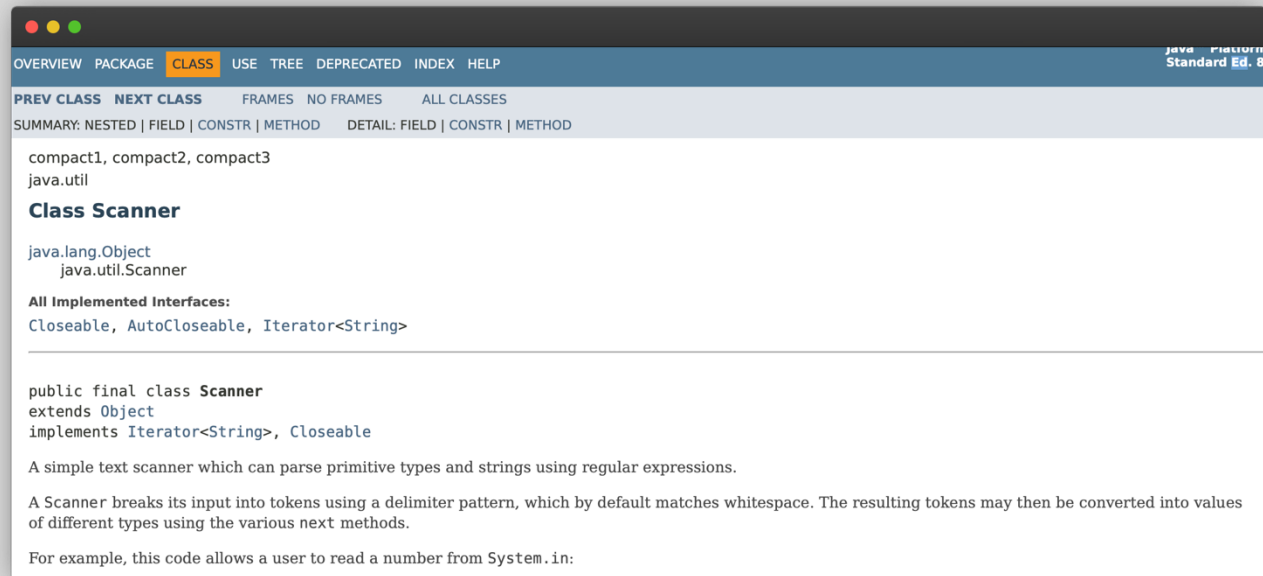 OVERVIEW PACKAGE CLASS USE TREE DEPRECATED INDEX HELP
Java Platform
Standard Ed. 8
PREV CLASS NEXT CLASS FRAMES NO FRAMES ALL CLASSES
SUMMARY: NESTED | FIELD | CONSTR | METHOD DETAIL: FIELD | CONSTR | METHOD
compact1, compact2, compact3
java.util
Class Scanner
java.lang.Object
java.util.Scanner
All Implemented Interfaces:
Closeable, AutoCloseable, Iterator<String>
public final class Scanner
extends Object
implements Iterator<String>, Closeable
A simple text scanner which can parse primitive types and strings using regular expressions.
A Scanner breaks its input into tokens using a delimiter pattern, which by default matches whitespace. The resulting tokens may then be converted into values
of different types using the various next methods.
For example, this code allows a user to read a number from System.in: